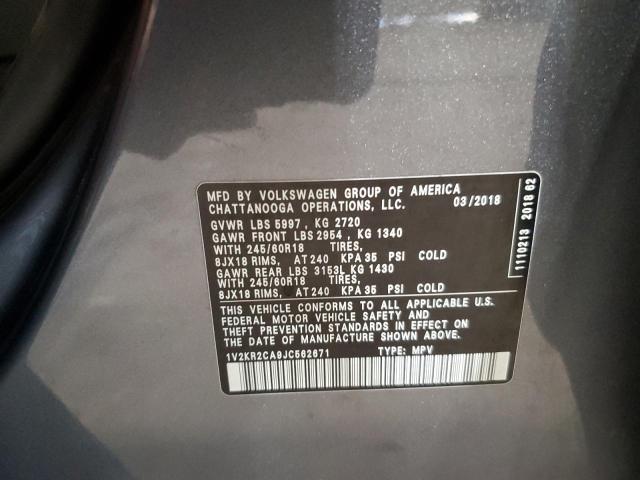 MFD BY VOLKSWAGEN GROUP OF AMERICA
CHATTANOOGA OPERATIONS, LLC. 03/2018
GVWR LBS 5997 , KG 2720
GAWR FRONT LBS 2954 , KG 1340
WITH 245/60R18 TIRES,
8JX18 RIMS, AT 240 KPA 35 PSI COLD
GAWR REAR LBS 3153L KG 1430
WITH 245/60R18 TIRES,
8JX18 RIMS, AT 240 KPA 35 PSI COLD
THIS VEHICLE CONFORMS TO ALL APPLICABLE U.S.
FEDERAL MOTOR VEHICLE SAFETY AND
THEFT PREVENTION STANDARDS IN EFFECT ON
THE DATE OF MANUFACTURE SHOWN ABOVE.
1V2KR2CA9JC562671 TYPE: MPV
1110213 2018 62